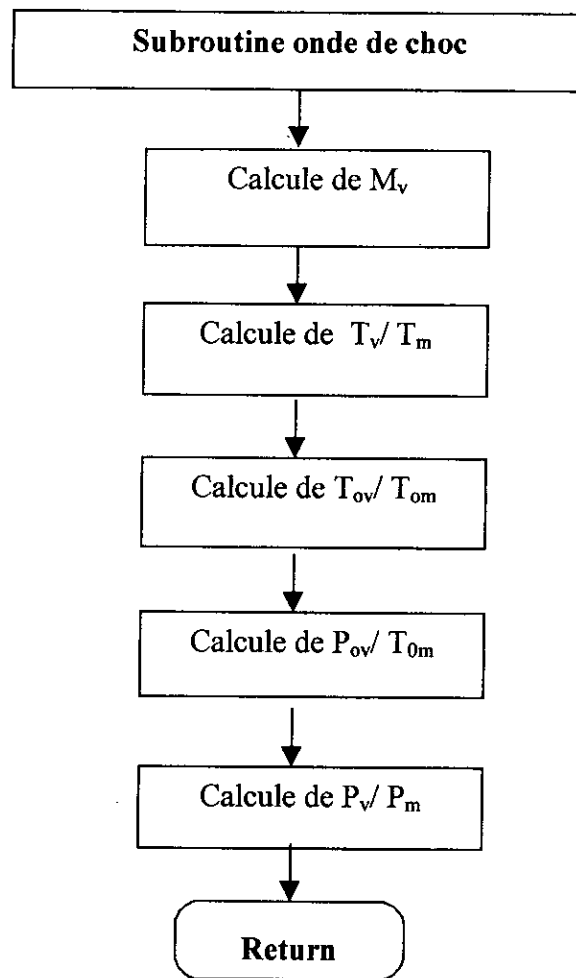 Subroutine onde de choc
Calcule de Mv
Calcule de Tv/ Tm
Calcule de Tov/ Tom
Calcule de Pov/ T0m
Calcule de Pv/ Pm
Return